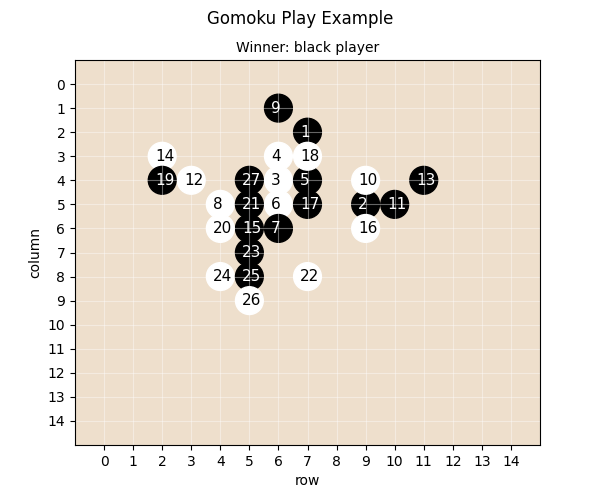 Gomoku Play Example
Winner: black player
0
1 9
2 1
3 14 4 18
4 19 12 27 3 5 10 13
5 8 21 6 17 2 11
6 20 15 7 16
7 23
8 24 25 22
9 26
10
11
12
13
14
column
0 1 2 3 4 5 6 7 8 9 10 11 12 13 14
row